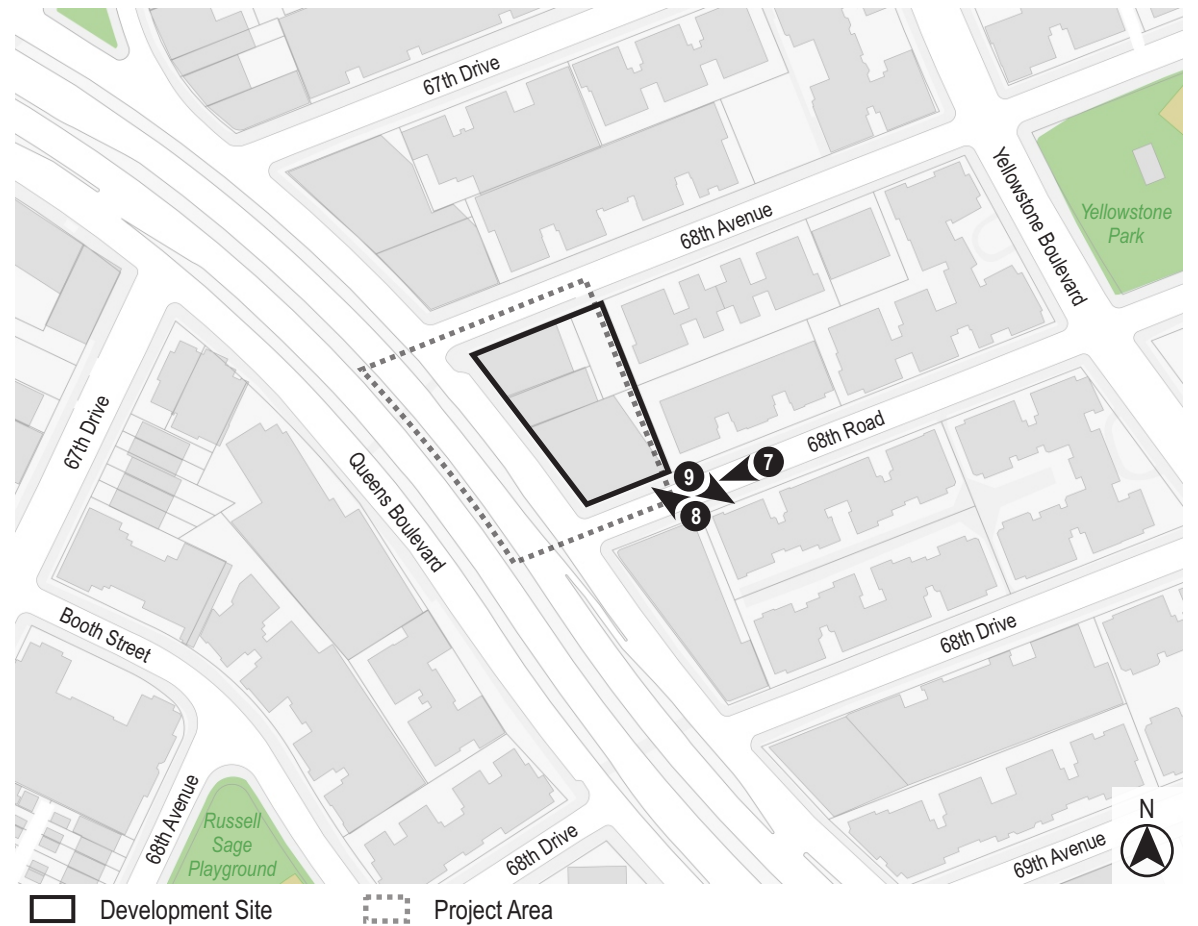 67th Drive
68th Avenue
Yellowstone Boulevard
Yellowstone
Park
67th Drive
Queens Boulevard
68th Road
7
9
8
Booth Street
68th Drive
68th Avenue
Russell
Sage
Playground
68th Drive
69th Avenue
N
Development Site
Project Area